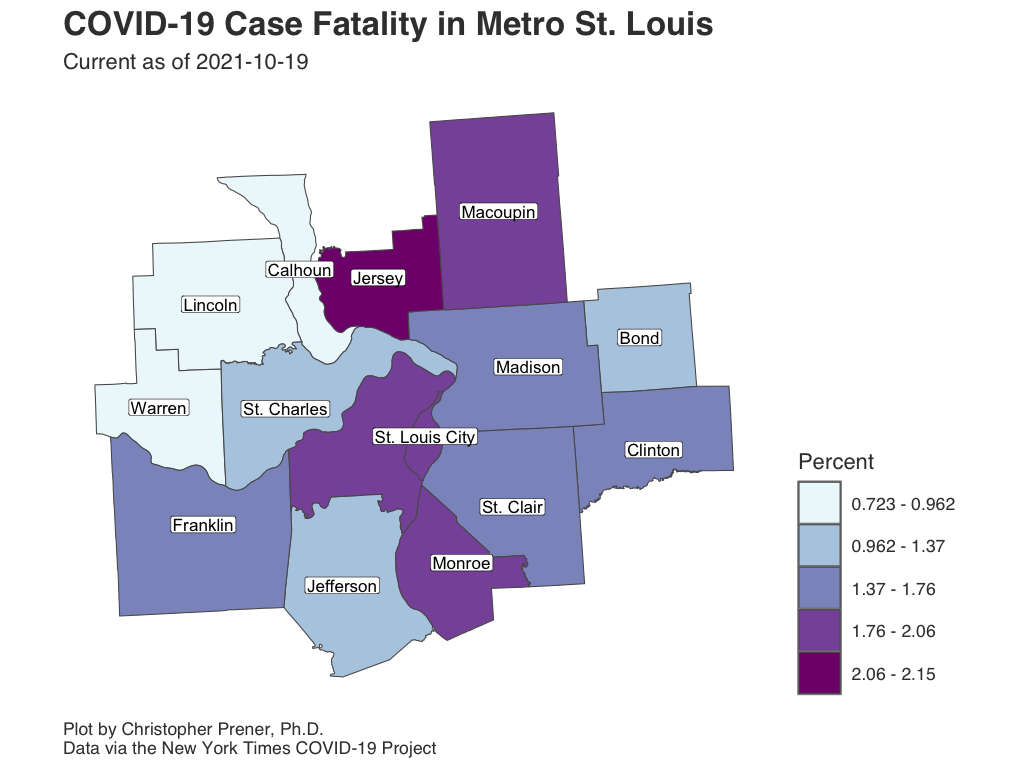 COVID-19 Case Fatality in Metro St. Louis
Current as of 2021-10-19
Macoupin
Calhoun
Jersey
Lincoln
Bond
Madison
Warren
St. Charles
St. Louis City
Clinton
St. Clair
Franklin
Monroe
Jefferson
Percent
0.723 - 0.962
0.962 - 1.37
1.37 - 1.76
1.76 - 2.06
2.06 - 2.15
Plot by Christopher Prener, Ph.D.
Data via the New York Times COVID-19 Project